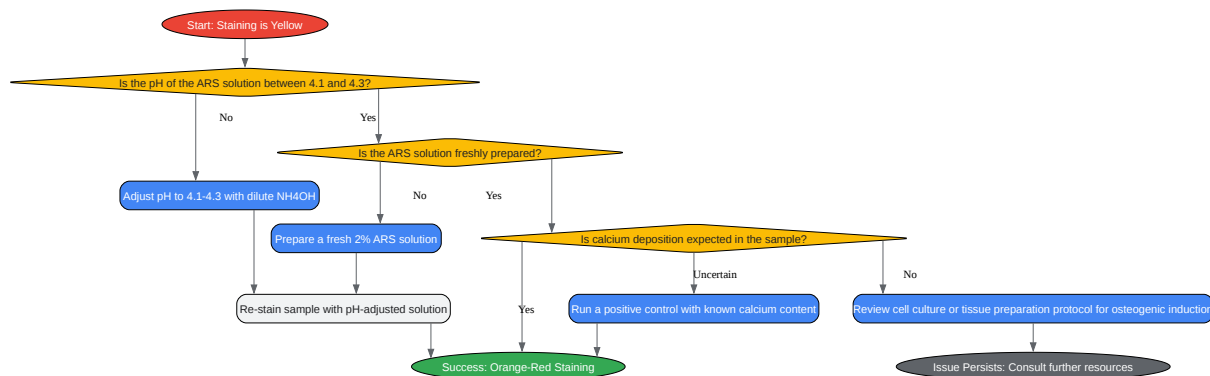 Start: Staining is Yellow
Is the pH of the ARS solution between 4.1 and 4.3?
No
Yes
Is the ARS solution freshly prepared?
Adjust pH to 4.1-4.3 with dilute NH4OH
No
Yes
Prepare a fresh 2% ARS solution
Is calcium deposition expected in the sample?
Uncertain
No
Re-stain sample with pH-adjusted solution
Yes
Run a positive control with known calcium content
Review cell culture or tissue preparation protocol for osteogenic induction
Success: Orange-Red Staining
Issue Persists: Consult further resources